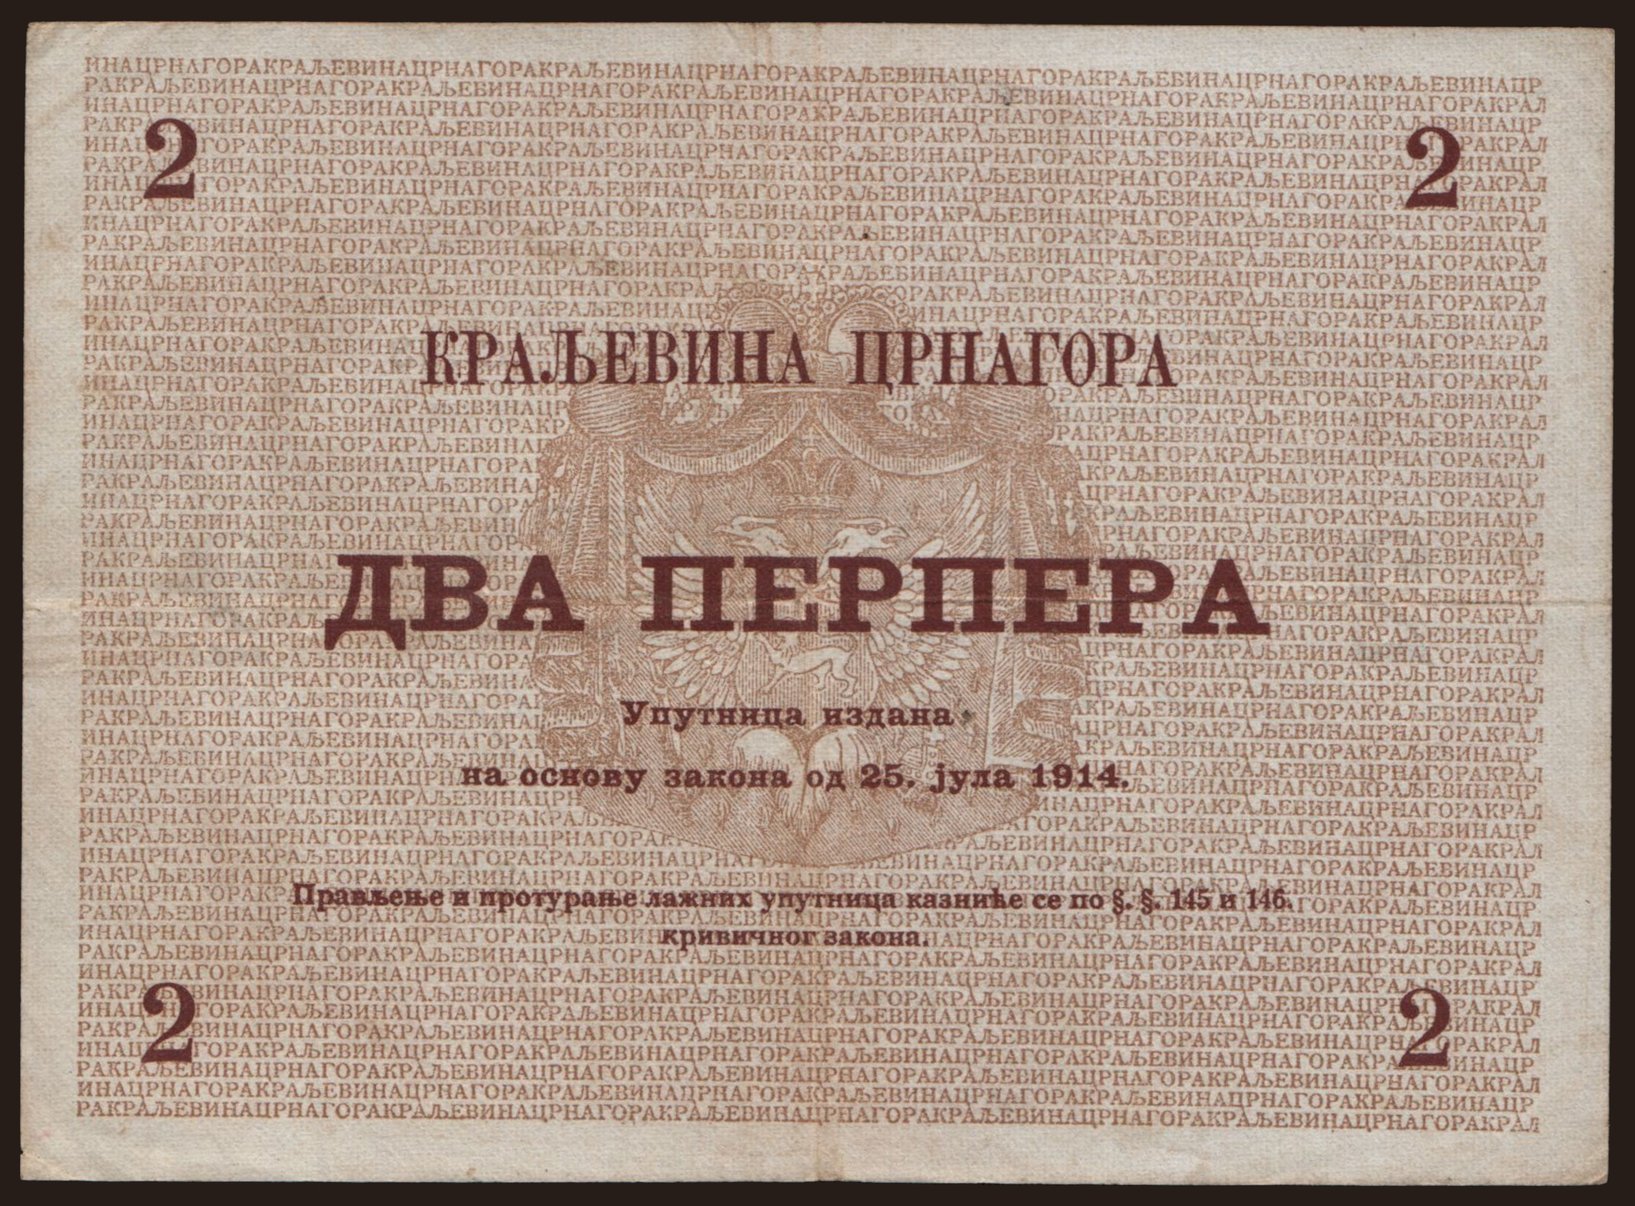 2 2
КРАЉЕВИНА ЦРНАГОРА
ДВА ПЕРПЕРА
Упутница издана
на основу закона од 25. јула 1914.
Прављење и протурање лажних упутница казниће се по §. §. 145 и 146.
кривичног закона.
2 2